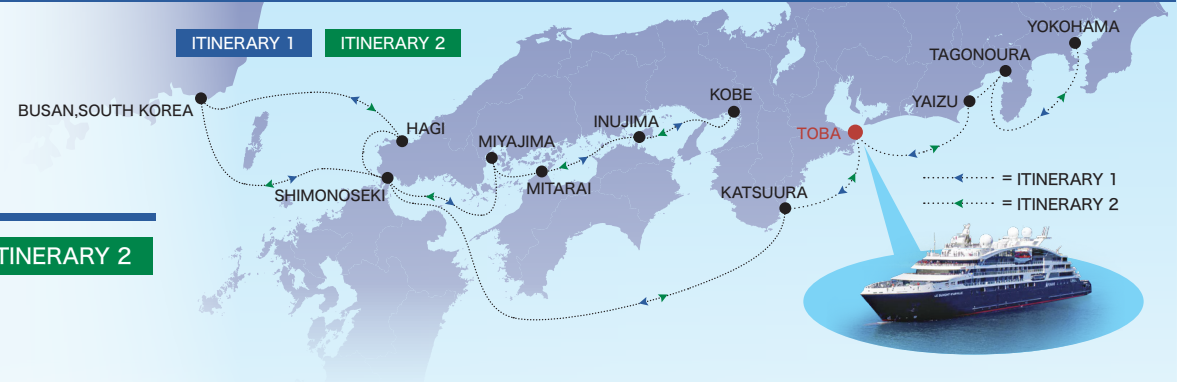 ITINERARY 1
ITINERARY 2
YOKOHAMA
TAGONOURA
YAIZU
KOBE
BUSAN,SOUTH KOREA
INUJIMA
HAGI
TOBA
MIYAJIMA
MITARAI
SHIMONOSEKI
KATSUURA
= ITINERARY 1
= ITINERARY 2
TINERARY 2